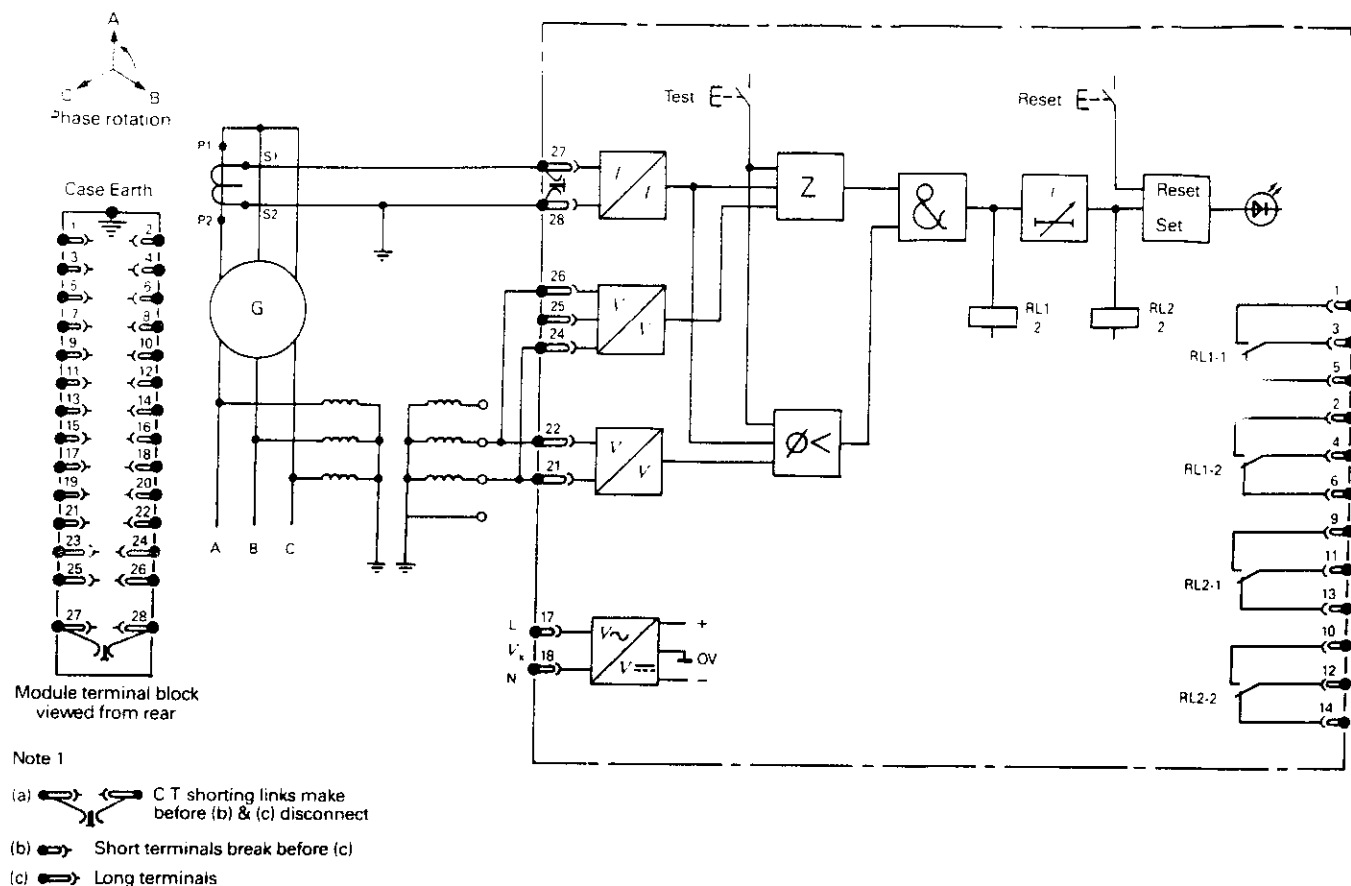 A
C
B
Phase rotation
Case Earth
1 2
3 4
5 6
7 8
9 10
11 12
13 14
15 16
17 18
19 20
21 22
23 24
25 26
27 28
Module terminal block
viewed from rear
P1
S1
P2
S2
G
A B C
27
28
26
25
24
22
21
L 17
Vx
18
N
I
I
V
V
V
V
V~
V
+
OV
−
Test
Reset
Z
&
Ø<
t
Reset
Set
RL1
2
RL2
2
1
3
RL1-1
5
2
4
RL1-2
6
9
11
RL2-1
13
10
12
RL2-2
14
Note 1
(a) C T shorting links make
before (b) & (c) disconnect
(b) Short terminals break before (c)
(c) Long terminals